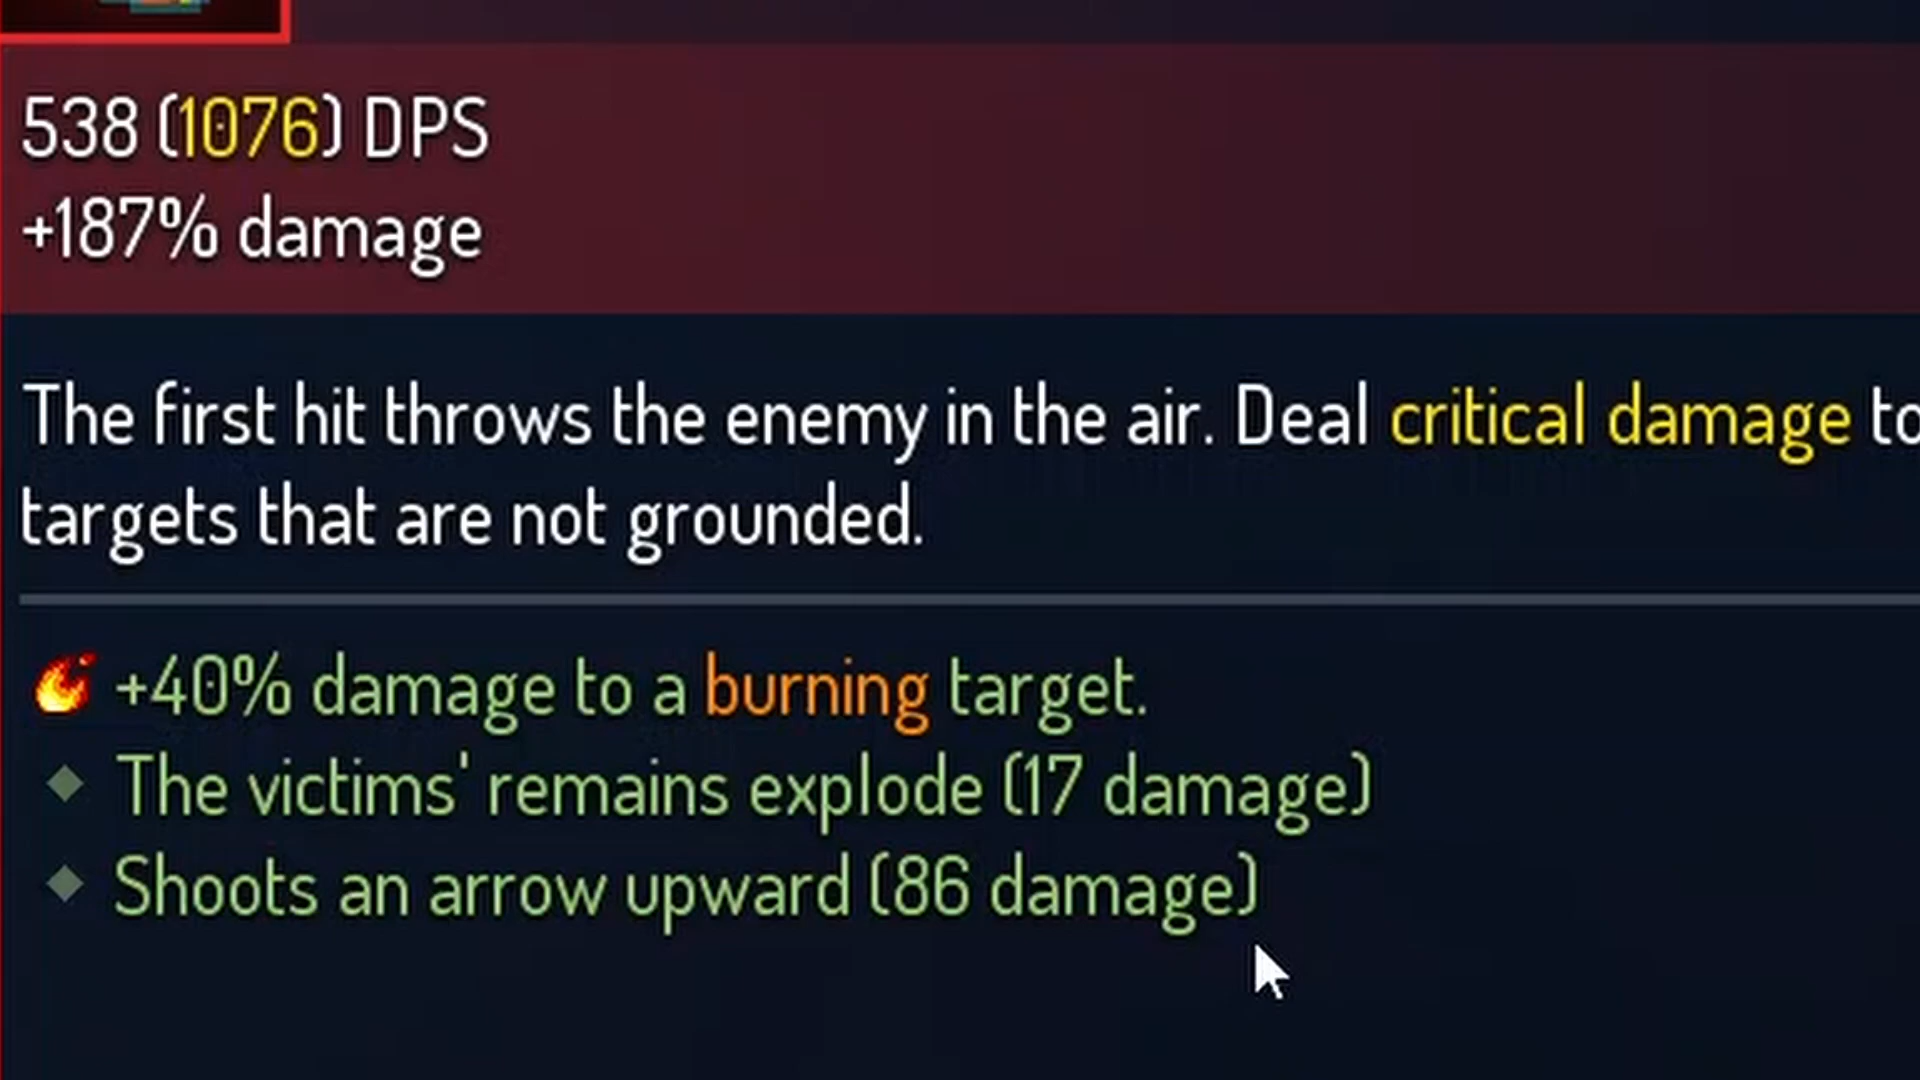 538 (1076) DPS
+187% damage
The first hit throws the enemy in the air. Deal critical damage to
targets that are not grounded.
+40% damage to a burning target.
The victims' remains explode (17 damage)
Shoots an arrow upward (86 damage)